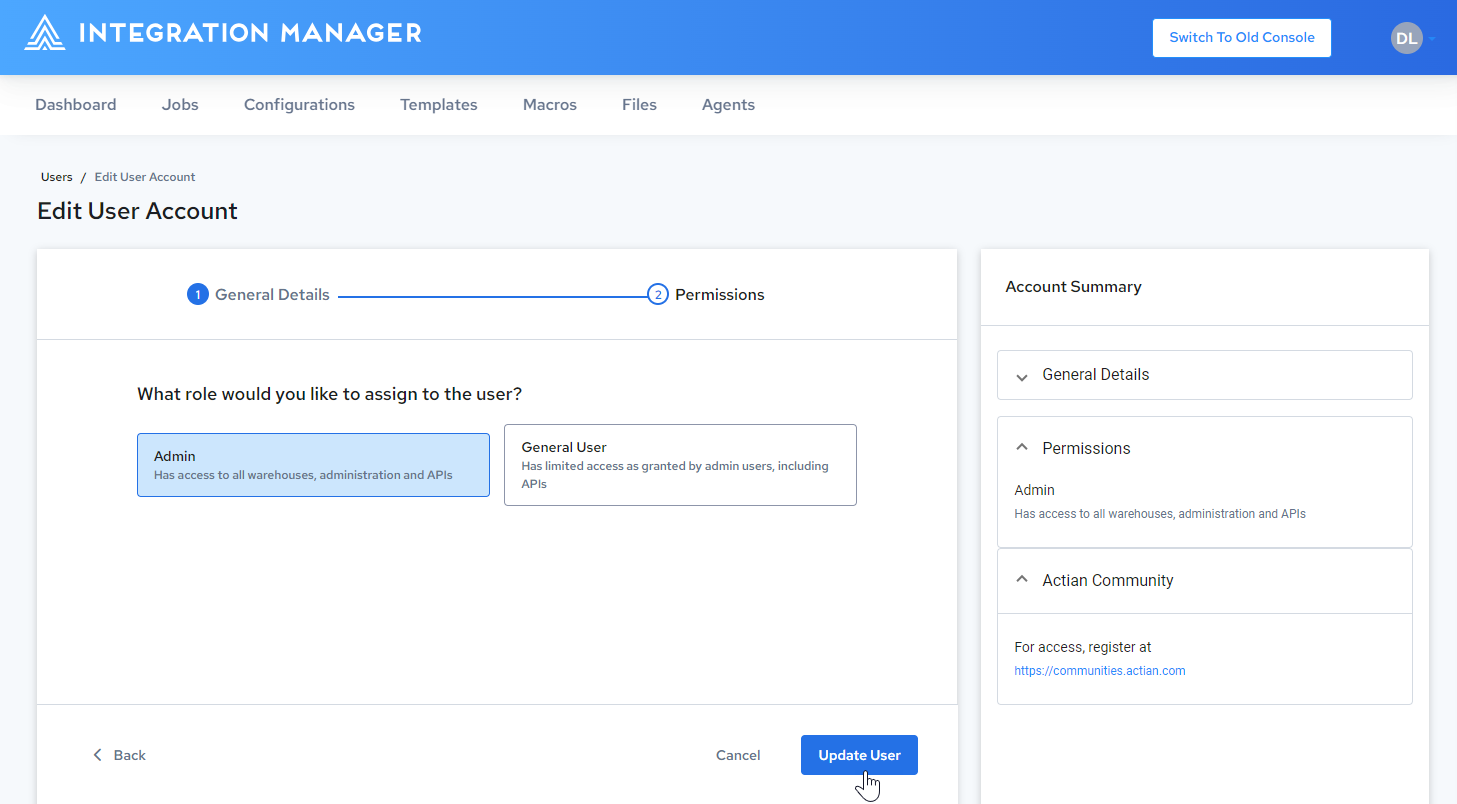 INTEGRATION MANAGER
Switch To Old Console
DL
Dashboard Jobs Configurations Templates Macros Files Agents
Users / Edit User Account
Edit User Account
1 General Details
2 Permissions
What role would you like to assign to the user?
Admin
Has access to all warehouses, administration and APIs
General User
Has limited access as granted by admin users, including
APIs
Back
Cancel
Update User
Account Summary
General Details
Permissions
Admin
Has access to all warehouses, administration and APIs
Actian Community
For access, register at
https://communities.actian.com